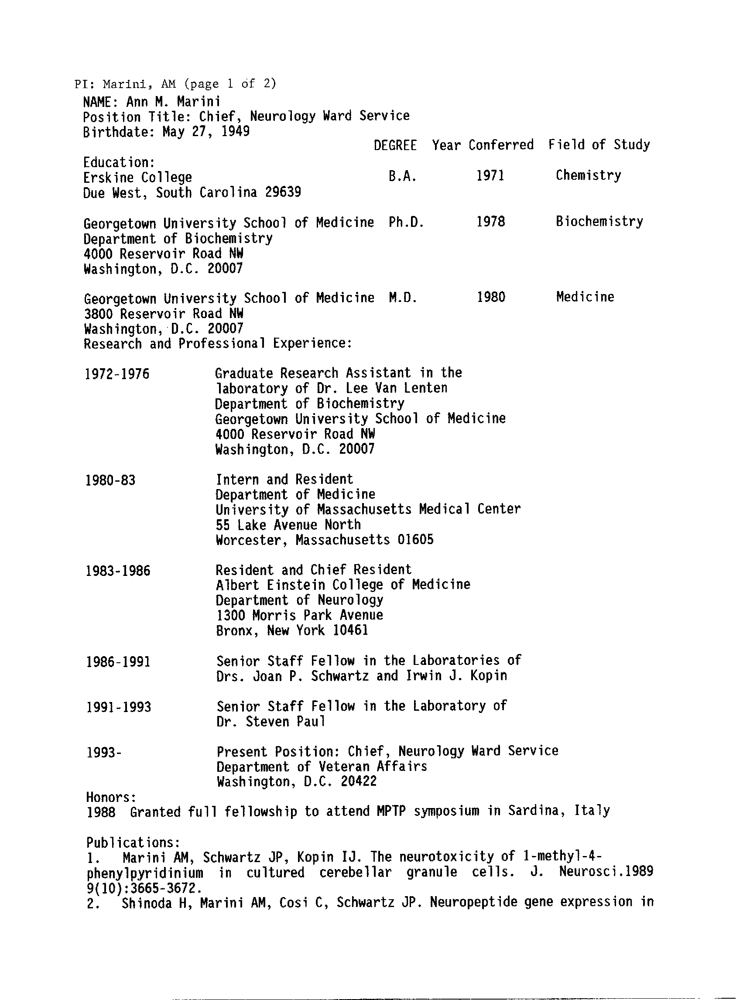 PI: Marini, AM (page 1 of 2)
NAME: Ann M. Marini
Position Title: Chief, Neurology Ward Service
Birthdate: May 27, 1949
DEGREE Year Conferred Field of Study
Education:
Erskine College B.A. 1971 Chemistry
Due West, South Carolina 29639
Georgetown University School of Medicine Ph.D. 1978 Biochemistry
Department of Biochemistry
4000 Reservoir Road NW
Washington, D.C. 20007
Georgetown University School of Medicine M.D. 1980 Medicine
3800 Reservoir Road NW
Washington, D.C. 20007
Research and Professional Experience:
1972-1976 Graduate Research Assistant in the
laboratory of Dr. Lee Van Lenten
Department of Biochemistry
Georgetown University School of Medicine
4000 Reservoir Road NW
Washington, D.C. 20007
1980-83 Intern and Resident
Department of Medicine
University of Massachusetts Medical Center
55 Lake Avenue North
Worcester, Massachusetts 01605
1983-1986 Resident and Chief Resident
Albert Einstein College of Medicine
Department of Neurology
1300 Morris Park Avenue
Bronx, New York 10461
1986-1991 Senior Staff Fellow in the Laboratories of
Drs. Joan P. Schwartz and Irwin J. Kopin
1991-1993 Senior Staff Fellow in the Laboratory of
Dr. Steven Paul
1993- Present Position: Chief, Neurology Ward Service
Department of Veteran Affairs
Washington, D.C. 20422
Honors:
1988 Granted full fellowship to attend MPTP symposium in Sardina, Italy
Publications:
1. Marini AM, Schwartz JP, Kopin IJ. The neurotoxicity of 1-methyl-4-
phenylpyridinium in cultured cerebellar granule cells. J. Neurosci.1989
9(10):3665-3672.
2. Shinoda H, Marini AM, Cosi C, Schwartz JP. Neuropeptide gene expression in